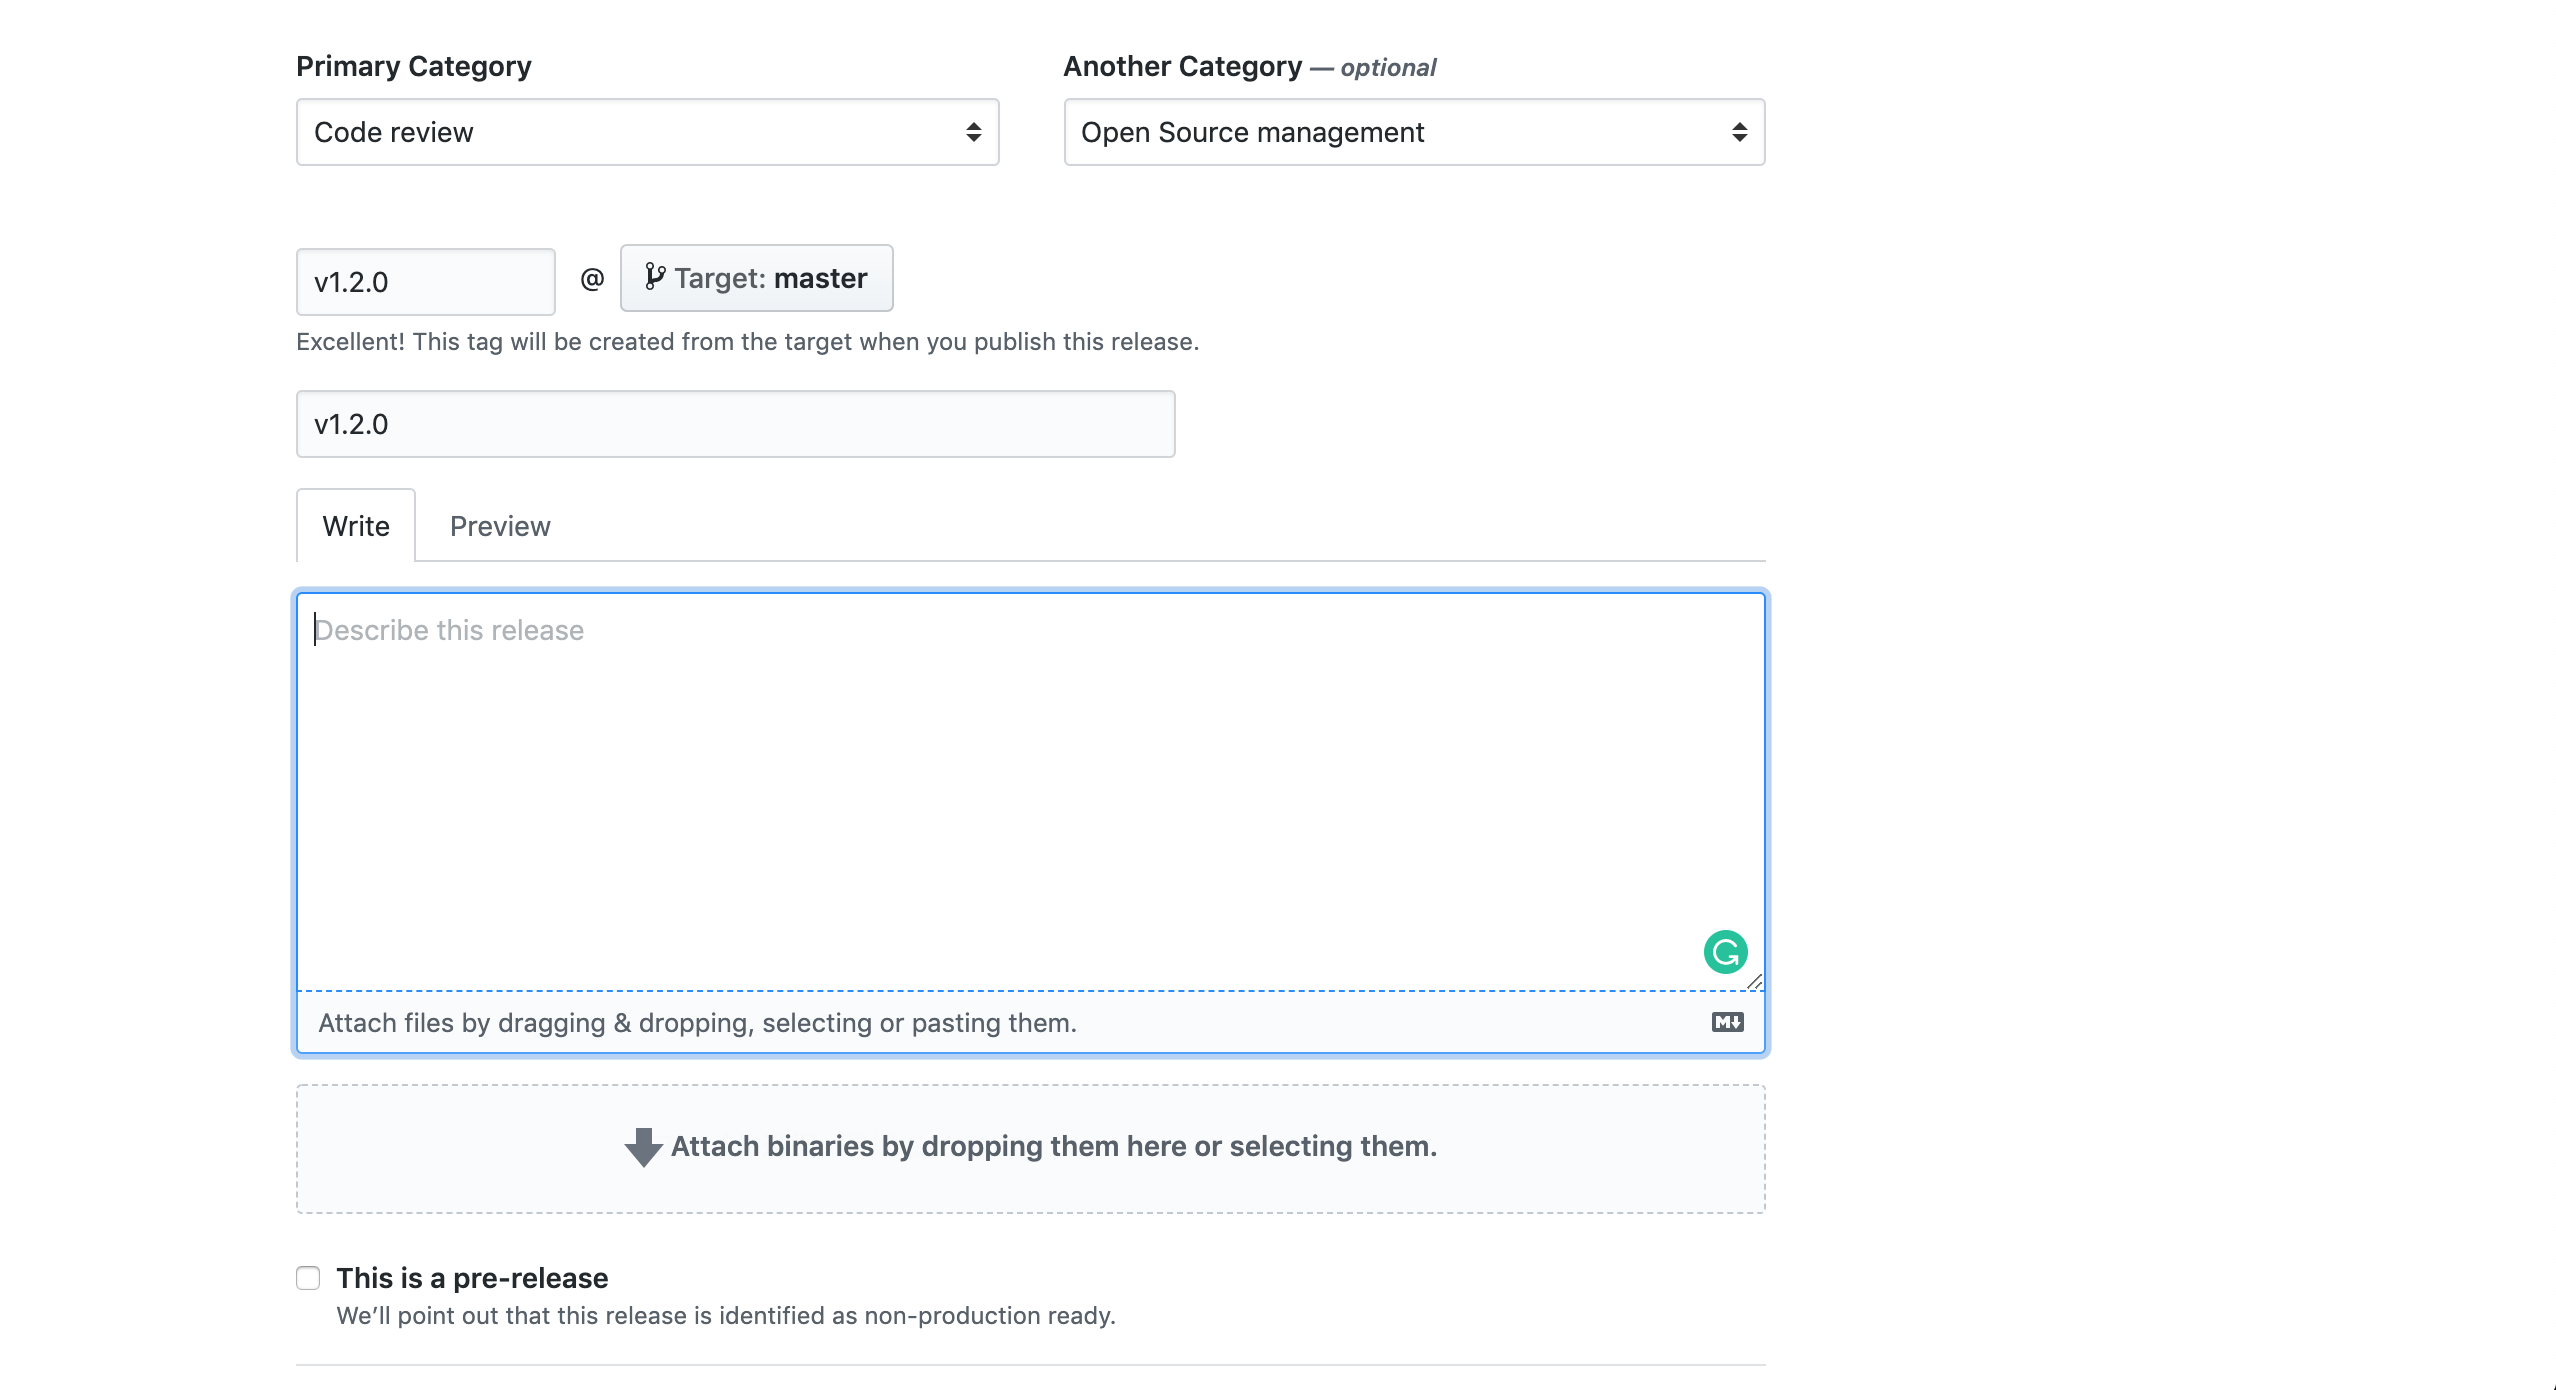 Primary Category
Another Category — optional
Code review
Open Source management
v1.2.0 @ Target: master
Excellent! This tag will be created from the target when you publish this release.
v1.2.0
Write Preview
Describe this release
Attach files by dragging & dropping, selecting or pasting them.
M
Attach binaries by dropping them here or selecting them.
This is a pre-release
We’ll point out that this release is identified as non-production ready.